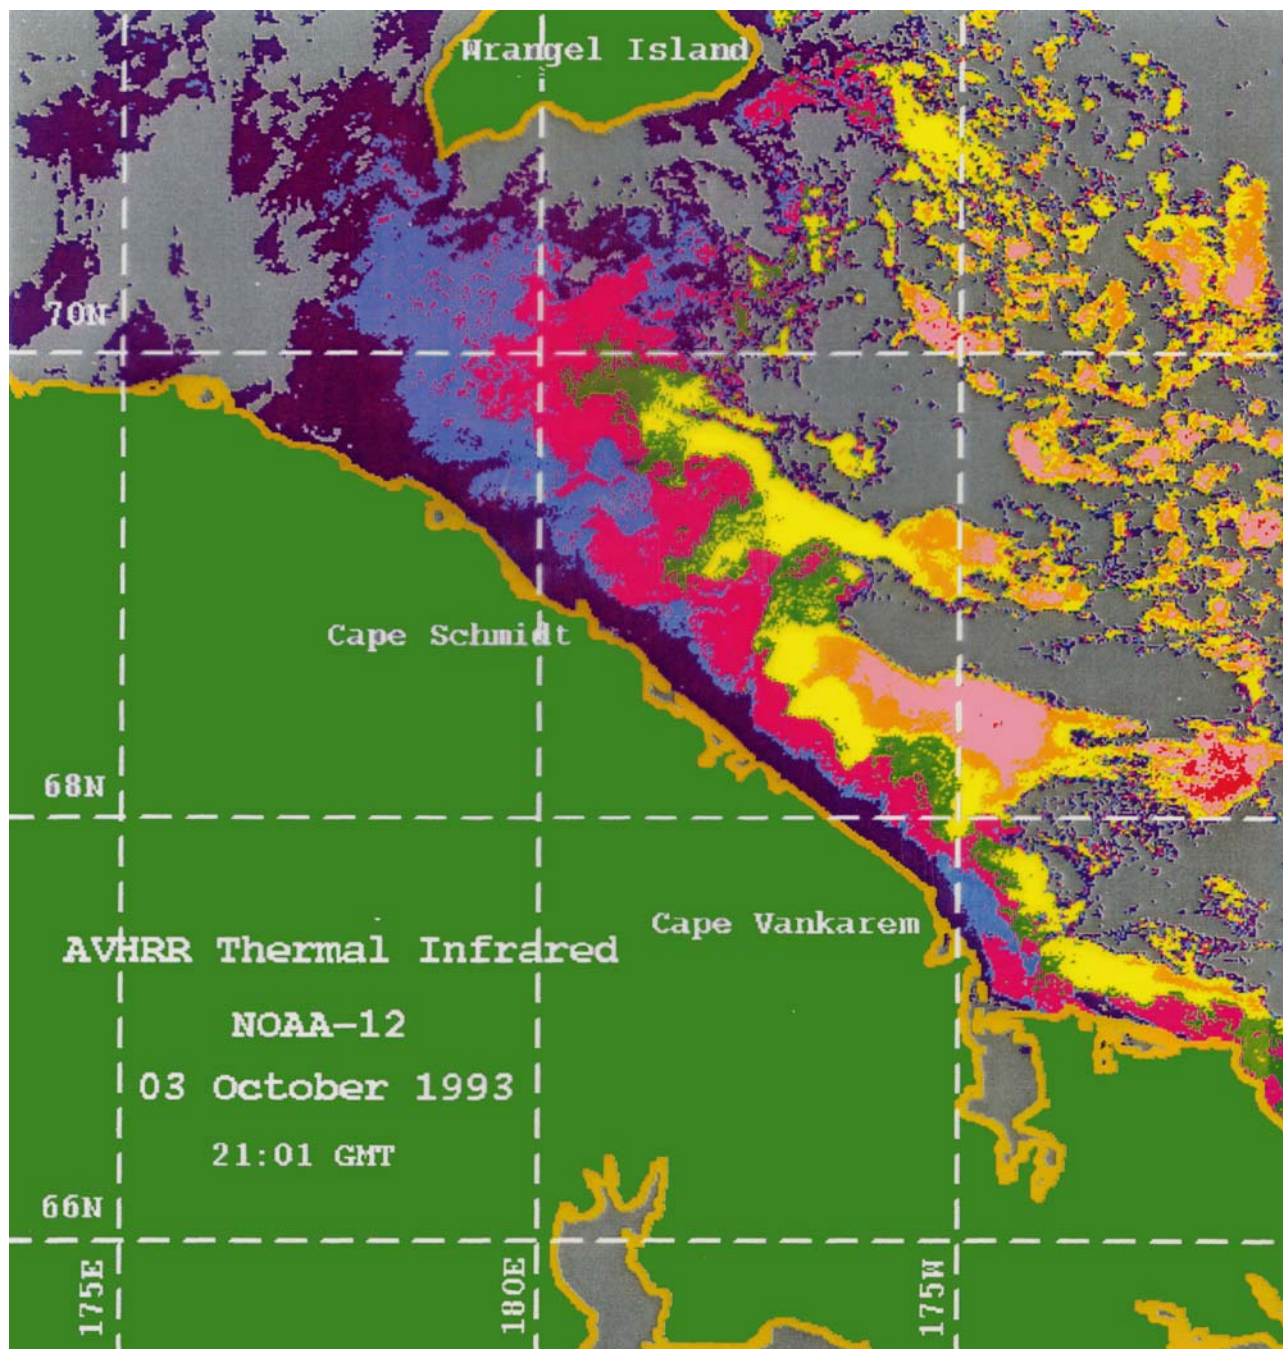 Wrangel Island
70N
Cape Schmidt
68N
Cape Vankarem
AVHRR Thermal Infrared
NOAA-12
03 October 1993
21:01 GMT
66N
175E
180E
175W